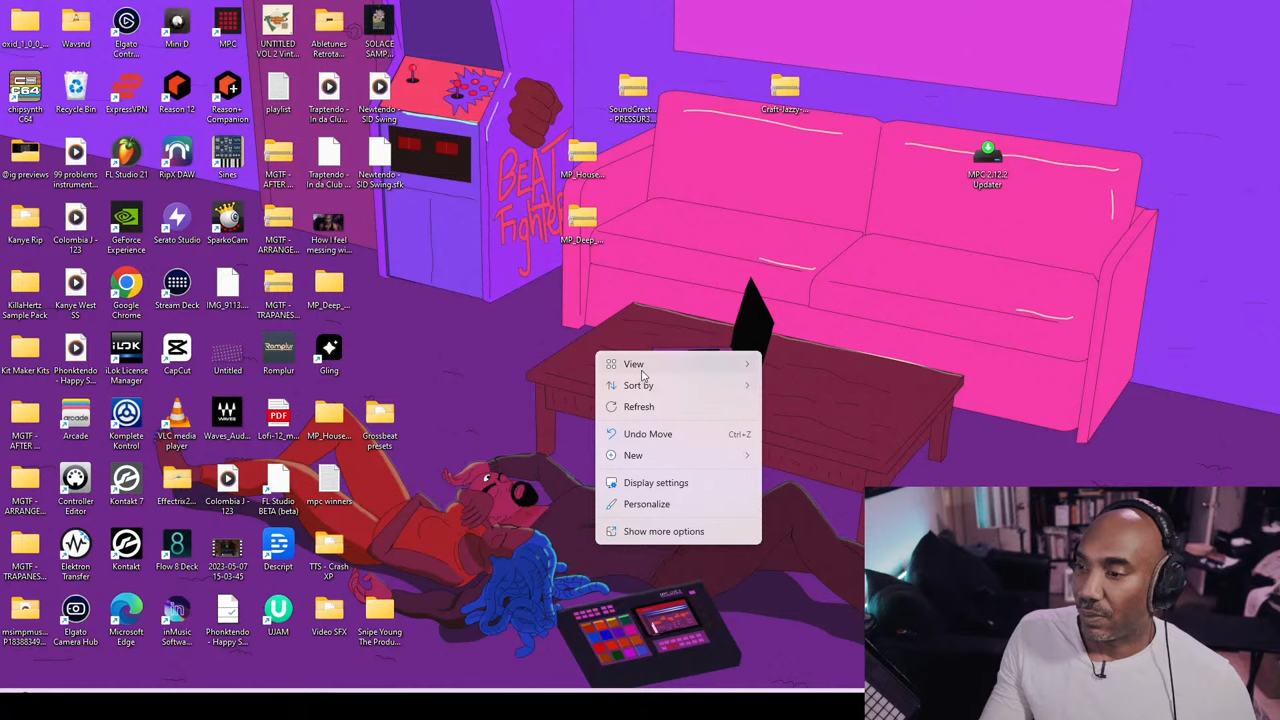 oxid_1_0_0_...
Wavsnd
Elgato
Contr...
Mini D
MPC
UNTITLED
VOL 2 Vint...
Abletunes
Retrota...
SOLACE
SAMP...
chipsynth
C64
Recycle Bin
ExpressVPN
Reason 12
Reason+
Companion
playlist
Traptendo -
In da Club ...
Newtendo -
SID Swing
SoundCreat...
- PRESSUR3...
Craft-Jazzy-...
@ig previews
99 problems
instrument...
FL Studio 21
RipX DAW
Sines
MGTF -
AFTER ...
Traptendo -
In da Club ...
Newtendo -
SID Swing.sfk
MP_House...
MPC 2.12.2
Updater
BEAT
Fighter
Kanye Rip
Colombia J -
123
GeForce
Experience
Serato Studio
SparkoCam
MGTF -
ARRANGE...
How I feel
messing wi...
MP_Deep_...
KillaHertz
Sample Pack
Kanye West
SS
Google
Chrome
Stream Deck
IMG_9113....
MGTF -
TRAPANES...
MP_Deep_...
Kit Maker Kits
Phonktendo
- Happy S...
iLok License
Manager
CapCut
Untitled
Romplur
Gling
View
Sort by
Refresh
Undo Move Ctrl+Z
New
Display settings
Personalize
Show more options
MGTF -
AFTER ...
Arcade
Komplete
Kontrol
VLC media
player
Waves_Aud...
PDF
Lofi-12_m...
MP_House...
Grossbeat
presets
MGTF -
ARRANGE...
Controller
Editor
Kontakt 7
Effectrix2...
Colombia J -
123
FL Studio
BETA (beta)
mpc winners
MGTF -
TRAPANES...
Elektron
Transfer
Kontakt
Flow 8 Deck
2023-05-07
15-03-45
Descript
TTS - Crash
XP
msimpmus...
P18388349...
Elgato
Camera Hub
Microsoft
Edge
inMusic
Softwa...
Phonktendo
- Happy S...
UJAM
Video SFX
Snipe Young
The Produ...